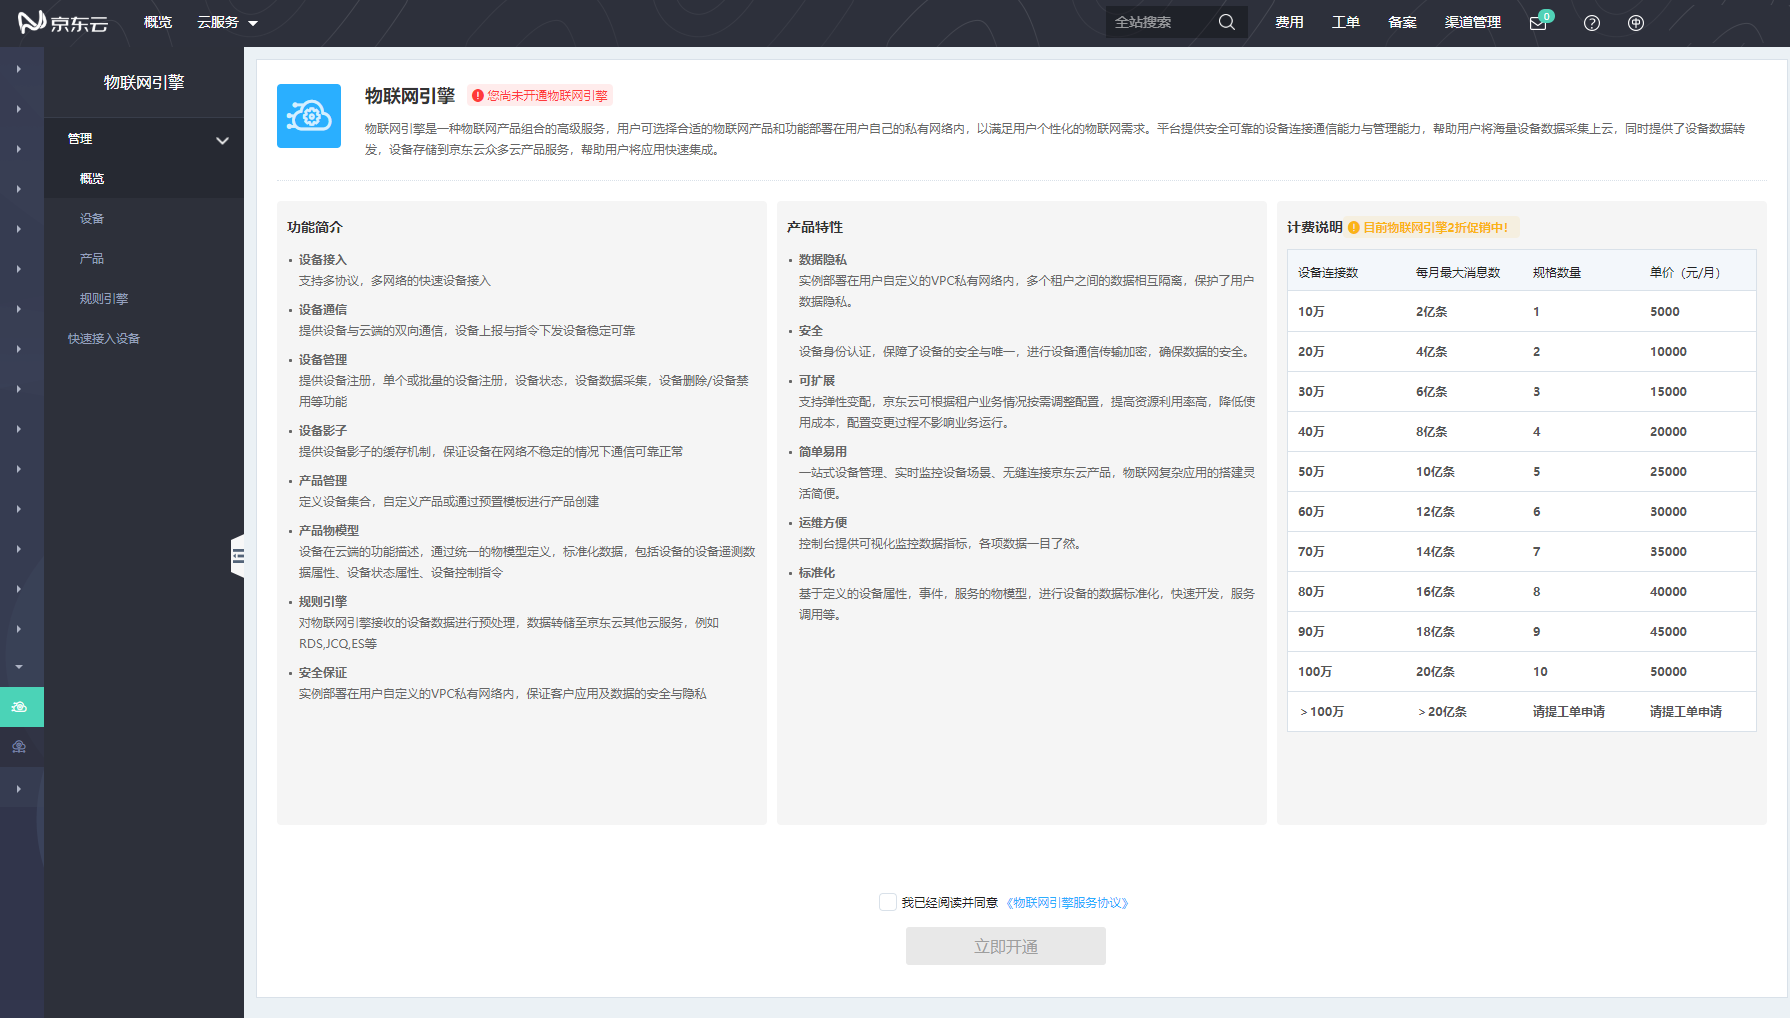 京东云
概览
云服务
全站搜索
费用
工单
备案
渠道管理
0
物联网引擎
管理
概览
设备
产品
规则引擎
快速接入设备
物联网引擎
您尚未开通物联网引擎
物联网引擎是一种物联网产品组合的高级服务，用户可选择合适的物联网产品和功能部署在用户自己的私有网络内，以满足用户个性化的物联网需求。平台提供安全可靠的设备连接通信能力与管理能力，帮助用户将海量设备数据采集上云，同时提供了设备数据转
发，设备存储到京东云众多云产品服务，帮助用户将应用快速集成。
功能简介
· 设备接入
支持多协议，多网络的快速设备接入
· 设备通信
提供设备与云端的双向通信，设备上报与指令下发设备稳定可靠
· 设备管理
提供设备注册，单个或批量的设备注册，设备状态，设备数据采集，设备删除/设备禁
用等功能
· 设备影子
提供设备影子的缓存机制，保证设备在网络不稳定的情况下通信可靠正常
· 产品管理
定义设备集合，自定义产品或通过预置模板进行产品创建
· 产品物模型
设备在云端的功能描述，通过统一的物模型定义，标准化数据，包括设备的设备遥测数
据属性、设备状态属性、设备控制指令
· 规则引擎
对物联网引擎接收的设备数据进行预处理，数据转储至京东云其他云服务，例如
RDS,JCQ,ES等
· 安全保证
实例部署在用户自定义的VPC私有网络内，保证客户应用及数据的安全与隐私
产品特性
· 数据隐私
实例部署在用户自定义的VPC私有网络内，多个租户之间的数据相互隔离，保护了用户
数据隐私。
· 安全
设备身份认证，保障了设备的安全与唯一，进行设备通信传输加密，确保数据的安全。
· 可扩展
支持弹性变配，京东云可根据租户业务情况按需调整配置，提高资源利用率高，降低使
用成本，配置变更过程不影响业务运行。
· 简单易用
一站式设备管理、实时监控设备场景、无缝连接京东云产品，物联网复杂应用的搭建灵
活简便。
· 运维方便
控制台提供可视化监控数据指标，各项数据一目了然。
· 标准化
基于定义的设备属性，事件，服务的物模型，进行设备的数据标准化，快速开发，服务
调用等。
计费说明 目前物联网引擎2折促销中！
设备连接数 每月最大消息数 规格数量 单价（元/月）
10万 2亿条 1 5000
20万 4亿条 2 10000
30万 6亿条 3 15000
40万 8亿条 4 20000
50万 10亿条 5 25000
60万 12亿条 6 30000
70万 14亿条 7 35000
80万 16亿条 8 40000
90万 18亿条 9 45000
100万 20亿条 10 50000
＞100万 ＞20亿条 请提工单申请 请提工单申请
我已经阅读并同意 《物联网引擎服务协议》
立即开通